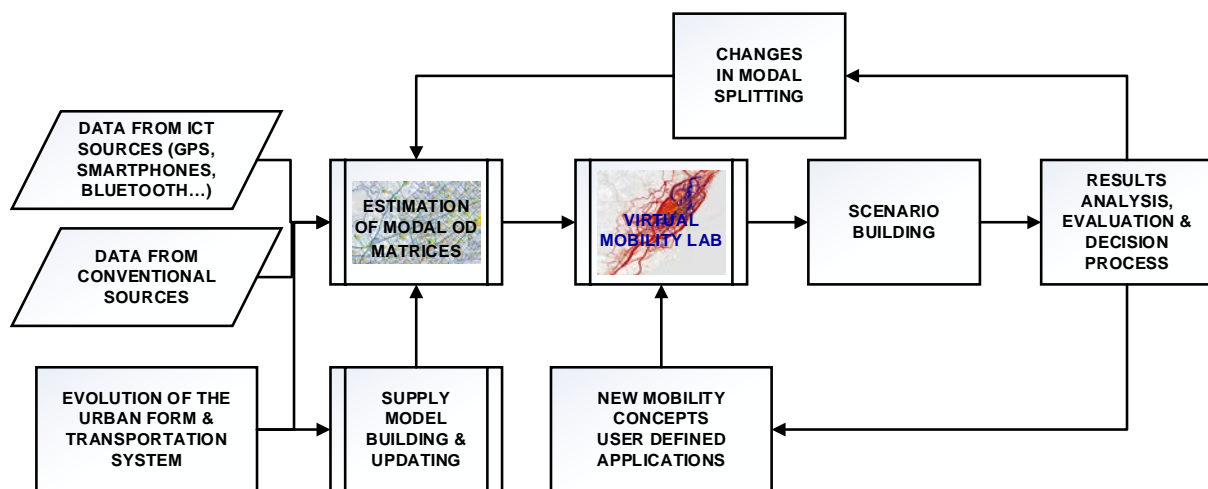 CHANGES
IN MODAL
SPLITTING
DATA FROM ICT
SOURCES (GPS,
SMARTPHONES,
BLUETOOTH...)
ESTIMATION
OF MODAL OD
MATRICES
VIRTUAL
MOBILITY LAB
SCENARIO
BUILDING
RESULTS
ANALYSIS,
EVALUATION &
DECISION
PROCESS
DATA FROM
CONVENTIONAL
SOURCES
EVOLUTION OF THE
URBAN FORM &
TRANSPORTATION
SYSTEM
SUPPLY
MODEL
BUILDING &
UPDATING
NEW MOBILITY
CONCEPTS
USER DEFINED
APPLICATIONS